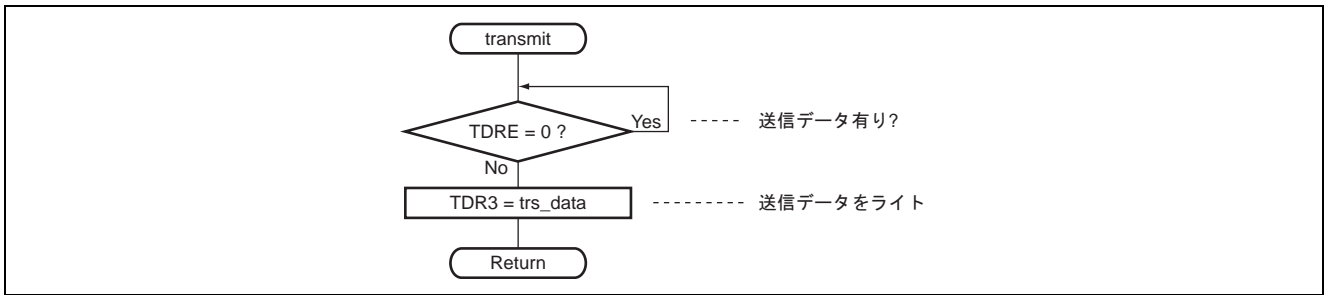 transmit
TDRE = 0 ?
Yes
----- 送信データ有り?
No
TDR3 = trs_data
--------- 送信データをライト
Return